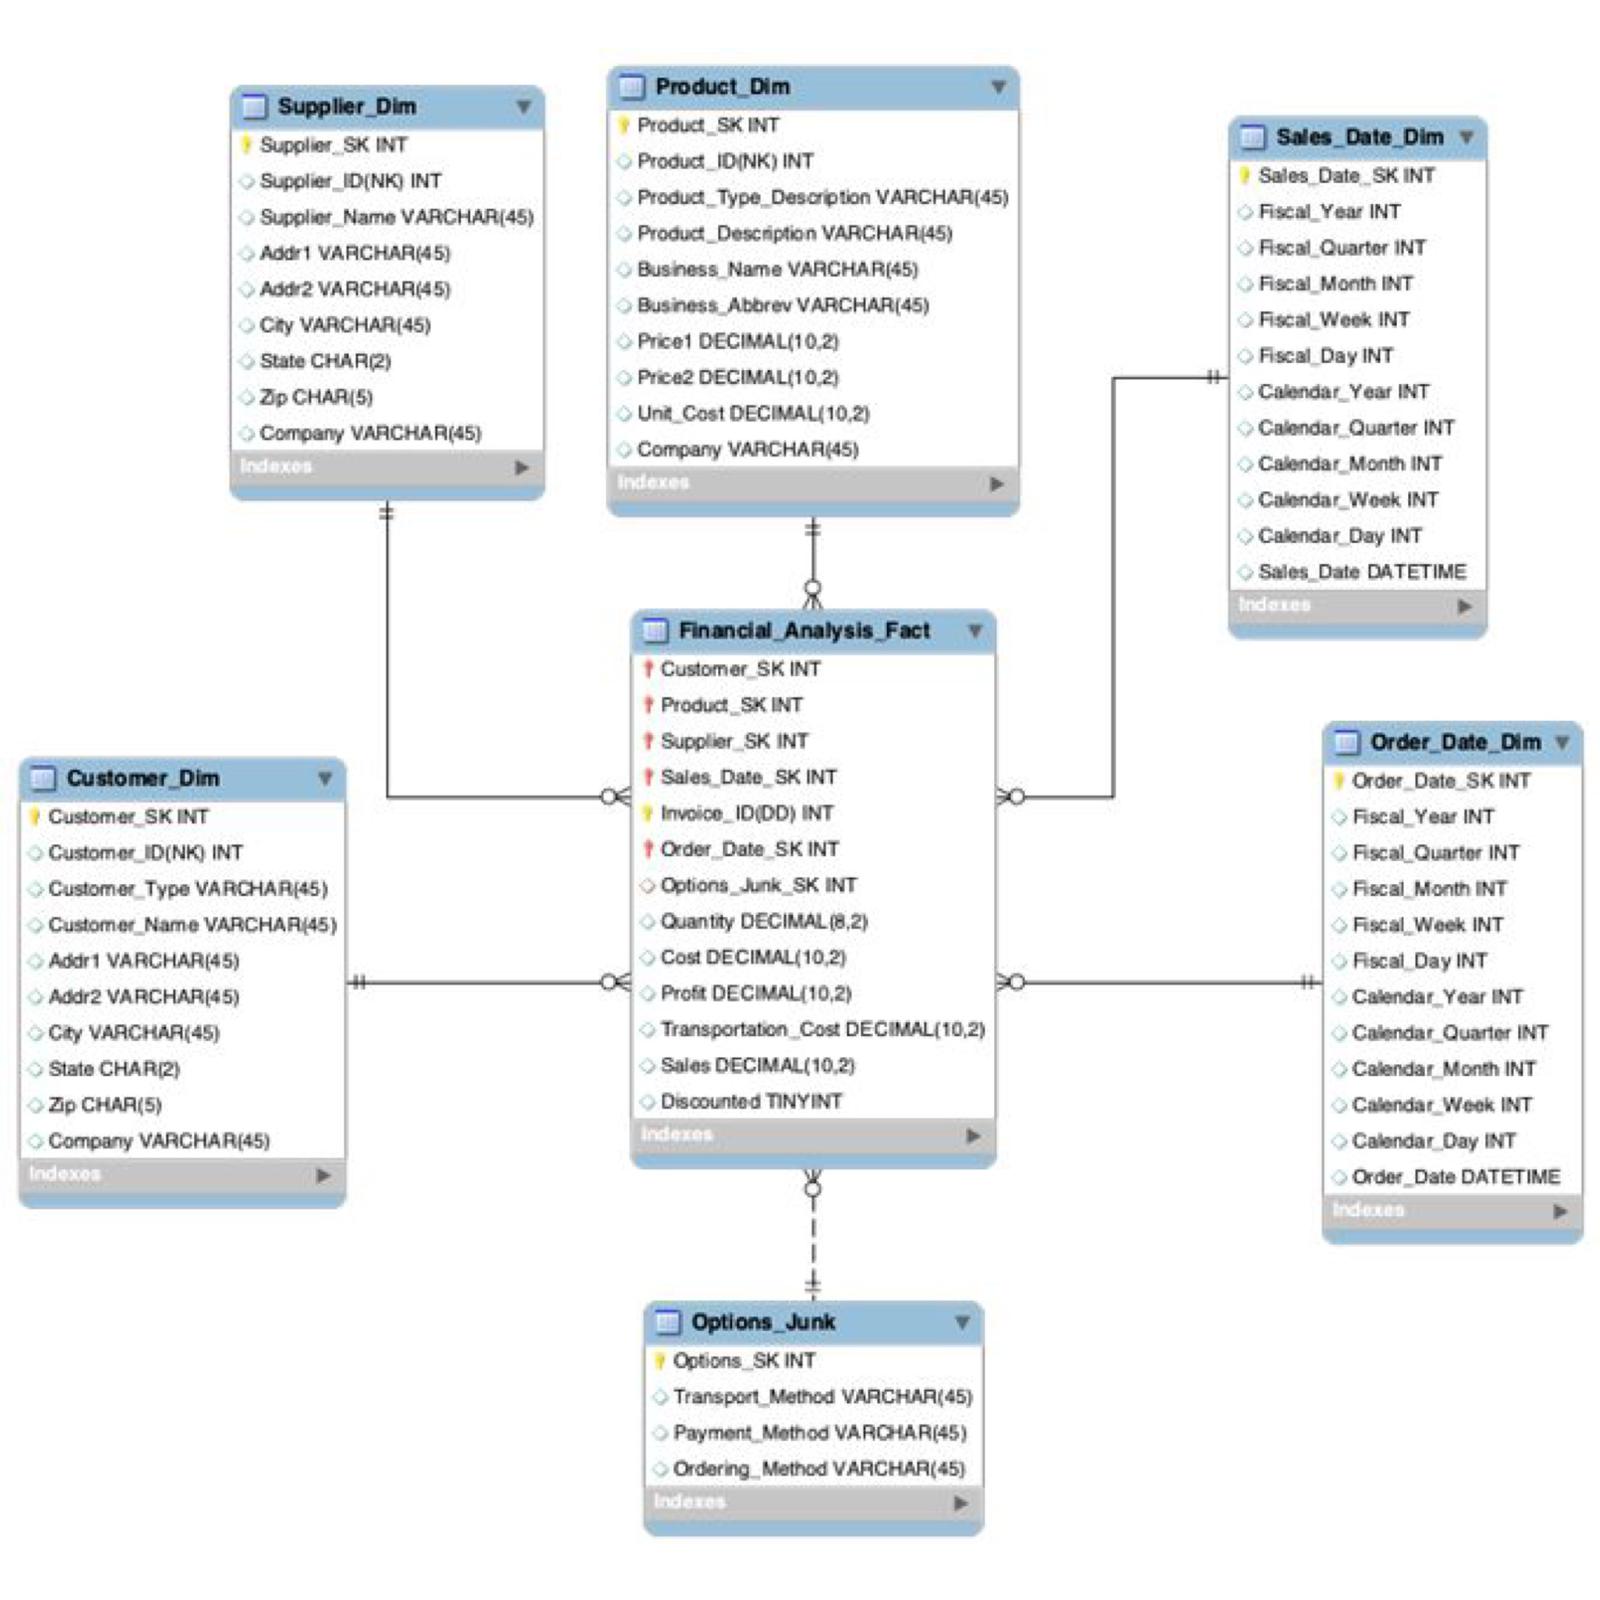 Supplier_Dim
Supplier_SK INT
Supplier_ID(NK) INT
Supplier_Name VARCHAR(45)
Addr1 VARCHAR(45)
Addr2 VARCHAR(45)
City VARCHAR(45)
State CHAR(2)
Zip CHAR(5)
Company VARCHAR(45)
Indexes
Product_Dim
Product_SK INT
Product_ID(NK) INT
Product_Type_Description VARCHAR(45)
Product_Description VARCHAR(45)
Business_Name VARCHAR(45)
Business_Abbrev VARCHAR(45)
Price1 DECIMAL(10,2)
Price2 DECIMAL(10,2)
Unit_Cost DECIMAL(10,2)
Company VARCHAR(45)
Indexes
Sales_Date_Dim
Sales_Date_SK INT
Fiscal_Year INT
Fiscal_Quarter INT
Fiscal_Month INT
Fiscal_Week INT
Fiscal_Day INT
Calendar_Year INT
Calendar_Quarter INT
Calendar_Month INT
Calendar_Week INT
Calendar_Day INT
Sales_Date DATETIME
Indexes
Customer_Dim
Customer_SK INT
Customer_ID(NK) INT
Customer_Type VARCHAR(45)
Customer_Name VARCHAR(45)
Addr1 VARCHAR(45)
Addr2 VARCHAR(45)
City VARCHAR(45)
State CHAR(2)
Zip CHAR(5)
Company VARCHAR(45)
Indexes
Financial_Analysis_Fact
Customer_SK INT
Product_SK INT
Supplier_SK INT
Sales_Date_SK INT
Invoice_ID(DD) INT
Order_Date_SK INT
Options_Junk_SK INT
Quantity DECIMAL(8,2)
Cost DECIMAL(10,2)
Profit DECIMAL(10,2)
Transportation_Cost DECIMAL(10,2)
Sales DECIMAL(10,2)
Discounted TINYINT
Indexes
Order_Date_Dim
Order_Date_SK INT
Fiscal_Year INT
Fiscal_Quarter INT
Fiscal_Month INT
Fiscal_Week INT
Fiscal_Day INT
Calendar_Year INT
Calendar_Quarter INT
Calendar_Month INT
Calendar_Week INT
Calendar_Day INT
Order_Date DATETIME
Indexes
Options_Junk
Options_SK INT
Transport_Method VARCHAR(45)
Payment_Method VARCHAR(45)
Ordering_Method VARCHAR(45)
Indexes